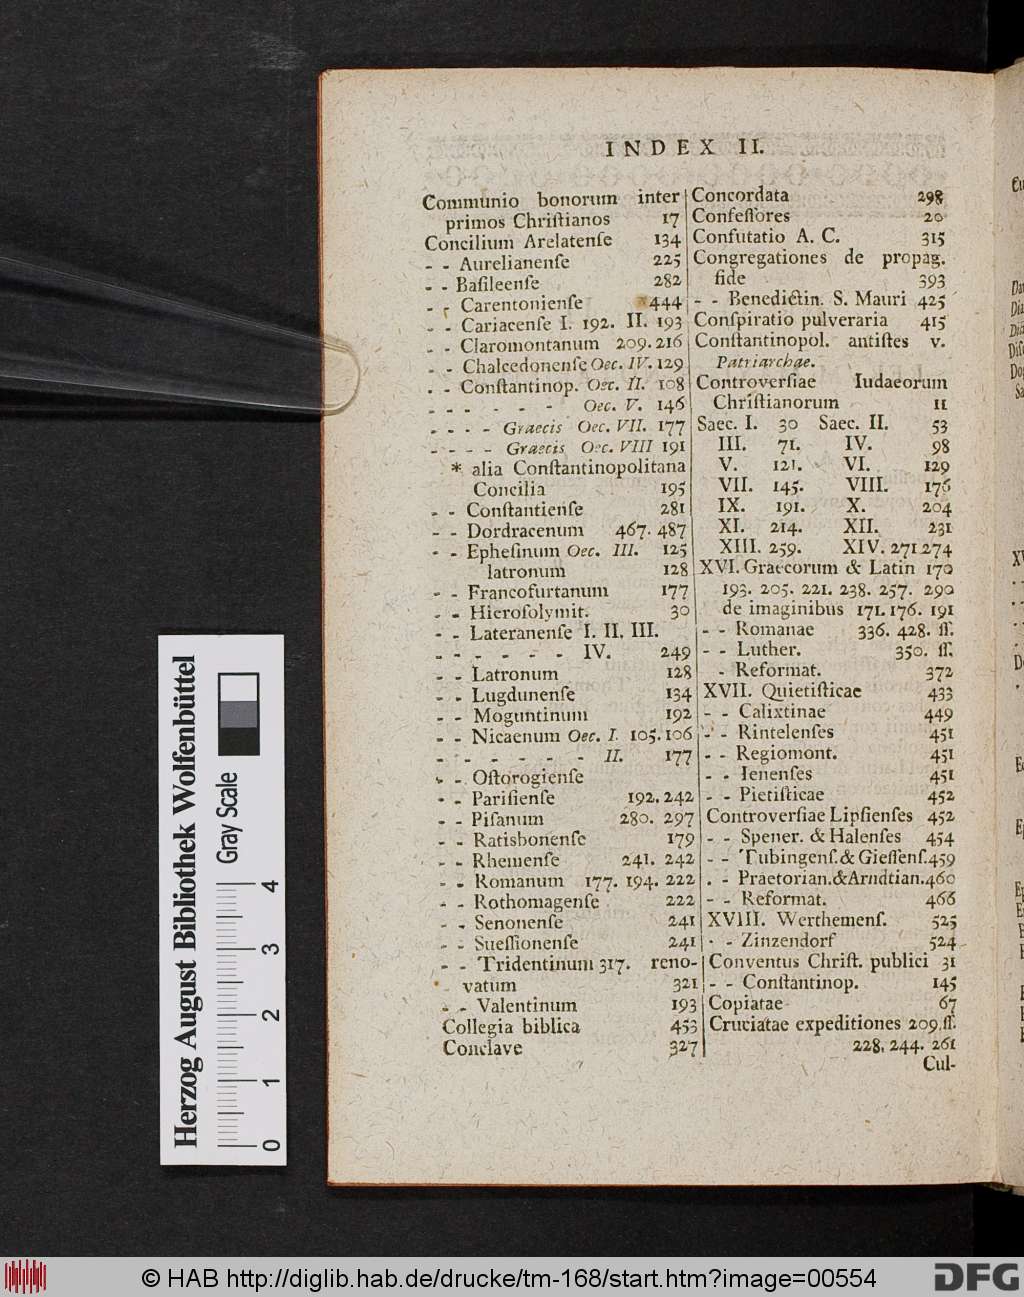 INDEX II.
Communio bonorum inter
primos Chriſtianos 17
Concilium Arelatenſe 134
- - Aurelianenſe 225
- - Baſileenſe 282
- - Carentonienſe 444
- - Cariacenſe I. 192. II. 193
- - Claromontanum 209. 216
- - Chalcedonenſe Oec. IV. 129
- - Conſtantinop. Oec. II. 108
- - - - - - Oec. V. 146
- - - - Graecis Oec. VII. 177
- - - - Graecis Oec. VIII 191
* alia Conſtantinopolitana
Concilia 195
- - Conſtantienſe 281
- - Dordracenum 467. 487
- - Epheſinum Oec. III. 125
latronum 128
- - Francofurtanum 177
- - Hieroſolymit. 30
- - Lateranenſe I. II. III.
- - - - - - IV. 249
- - Latronum 128
- - Lugdunenſe 134
- - Moguntinum 192
- - Nicaenum Oec. I. 105. 106
- - - - - - - II. 177
- - Oſtorogienſe
- - Pariſienſe 192. 242
- - Piſanum 280. 297
- - Ratisbonenſe 179
- - Rhemenſe 241. 242
- - Romanum 177. 194. 222
- - Rothomagenſe 222
- - Senonenſe 241
- - Sueſſionenſe 241
- - Tridentinum 317. reno-
vatum 321
- - Valentinum 193
Collegia biblica 453
Conclave 327
Concordata 298
Confeſſores 20
Confutatio A. C. 315
Congregationes de propag.
fide 393
- - Benedictin. S. Mauri 425
Conſpiratio pulveraria 415
Conſtantinopol. antiſtes v.
Patriarchae.
Controverſiae Iudaeorum
Chriſtianorum 11
Saec. I. 30 Saec. II. 53
III. 71. IV. 98
V. 121. VI. 129
VII. 145. VIII. 176
IX. 191. X. 204
XI. 214. XII. 231
XIII. 259. XIV. 271 274
XVI. Graecorum & Latin 170
193. 205. 221. 238. 257. 290
de imaginibus 171. 176. 191
- - Romanae 336. 428. ſſ.
- - Luther. 350. ſſ.
- Reformat. 372
XVII. Quietiſticae 433
- - Calixtinae 449
- - Rintelenſes 451
- - Regiomont. 451
- - Ienenſes 451
- - Pietiſticae 452
Controverſiae Lipſienſes 452
- - Spener. & Halenſes 454
- - Tubingenſ. & Gieſſenſ. 459
- - Praetorian. & Arndtian. 460
- - Reformat. 466
XVIII. Werthemenſ. 525
- - Zinzendorf 524
Conventus Chriſt. publici 31
- - Conſtantinop. 145
Copiatae 67
Cruciatae expeditiones 209. ſſ.
228. 244. 261
Cul-
Herzog August Bibliothek Wolfenbüttel
Gray Scale
0 1 2 3 4
© HAB http://diglib.hab.de/drucke/tm-168/start.htm?image=00554
DFG